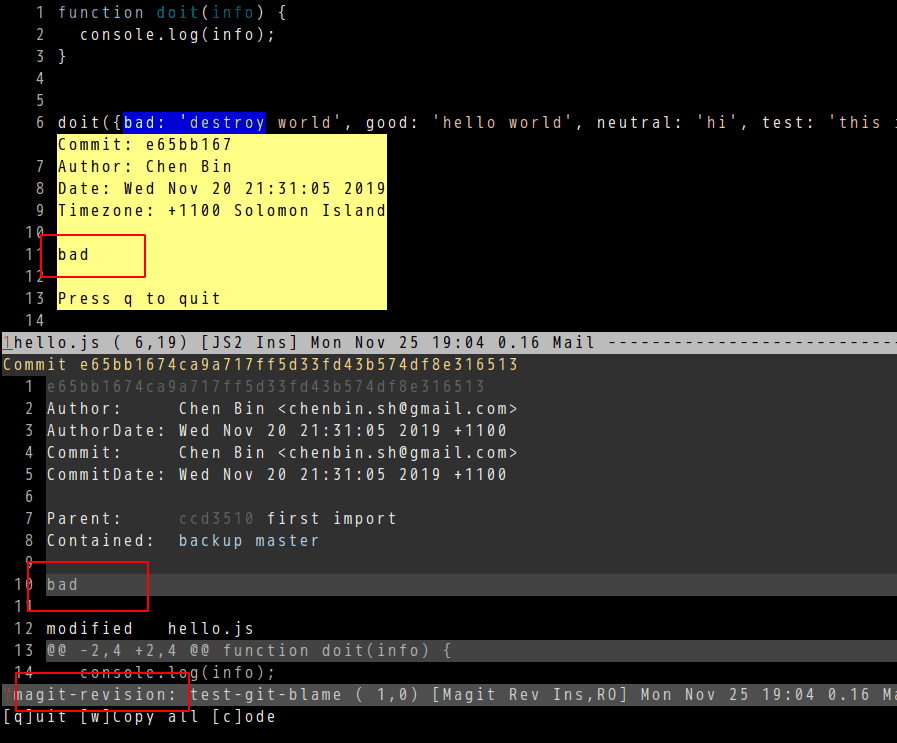 1 function doit(info) {
2   console.log(info);
3 }
4
5
6 doit({bad: 'destroy world', good: 'hello world', neutral: 'hi', test: 'this
Commit: e65bb167
7 Author: Chen Bin
8 Date: Wed Nov 20 21:31:05 2019
9 Timezone: +1100 Solomon Island
10
11 bad
12
13 Press q to quit
14
1hello.js ( 6,19) [JS2 Ins] Mon Nov 25 19:04 0.16 Mail ---------------------------
Commit e65bb1674ca9a717ff5d33fd43b574df8e316513
1 e65bb1674ca9a717ff5d33fd43b574df8e316513
2 Author:     Chen Bin <chenbin.sh@gmail.com>
3 AuthorDate: Wed Nov 20 21:31:05 2019 +1100
4 Commit:     Chen Bin <chenbin.sh@gmail.com>
5 CommitDate: Wed Nov 20 21:31:05 2019 +1100
6
7 Parent:     ccd3510 first import
8 Contained:  backup master
9
10 bad
11
12 modified   hello.js
13 @@ -2,4 +2,4 @@ function doit(info) {
14    console.log(info);
magit-revision: test-git-blame ( 1,0) [Magit Rev Ins,RO] Mon Nov 25 19:04 0.16 Ma
[q]uit [w]Copy all [c]ode